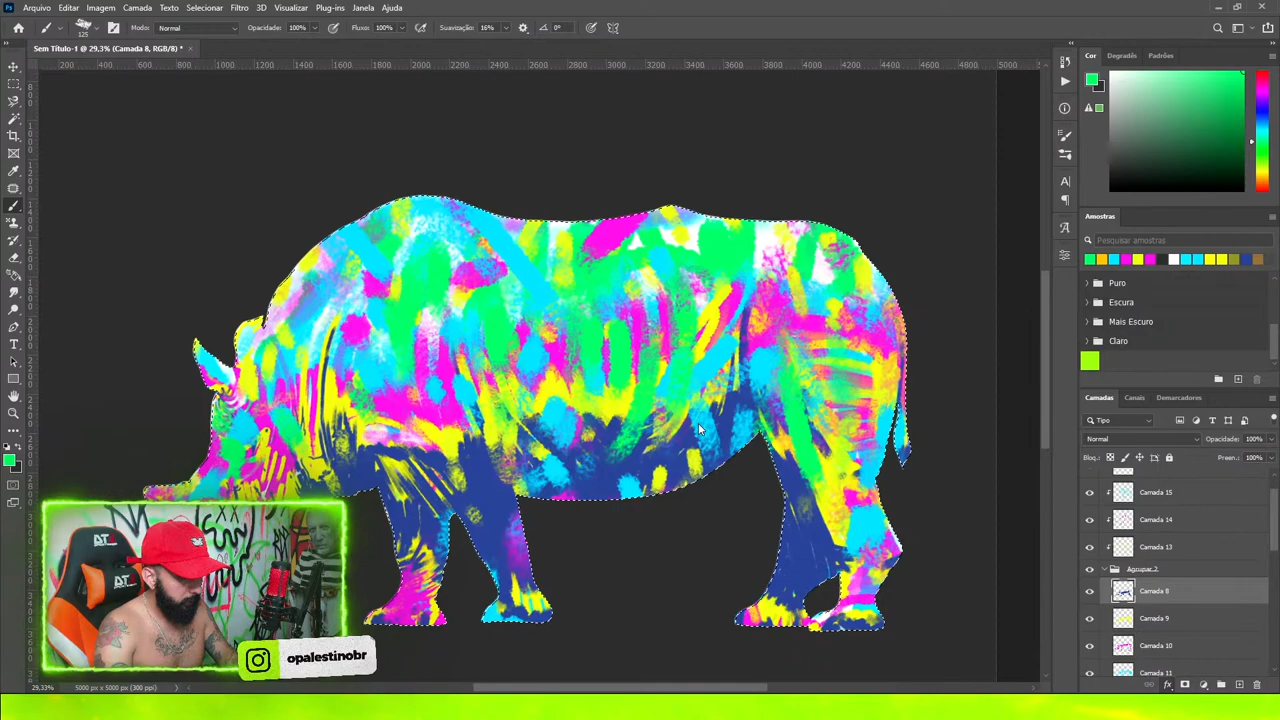 Ps Arquivo Editar Imagem Camada Texto Selecionar Filtro 3D Visualizar Plug-ins Janela Ajuda
125 Modo: Normal Opacidade: 100% Fluxo: 100% Suavização: 16% 0°
Sem Título-1 @ 29,3% (Camada 8, RGB/8) *
200 600 800 1000 1200 1400 1600 1800 2000 2200 2400 2600 2800 3000 3200 3400 3600 3800 4000 4200 4400 4600 4800 5000
Cor Degradês Padrões
Amostras
Pesquisar amostras
Puro
Escura
Mais Escuro
Claro
Camadas Canais Demarcadores
Tipo
Normal Opacidade: 100%
Bloq.: Preen.: 100%
Camada 15
Camada 14
Camada 13
Agrupar 2
Camada 8
Camada 9
Camada 10
Camada 11
opalestinobr
29,33% 5000 px x 5000 px (300 ppi)